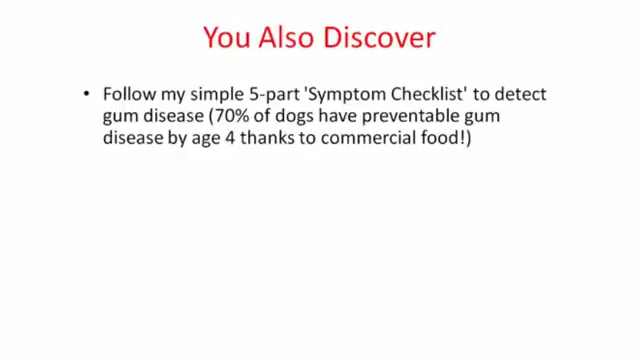 You Also Discover
• Follow my simple 5-part 'Symptom Checklist' to detect
gum disease (70% of dogs have preventable gum
disease by age 4 thanks to commercial food!)